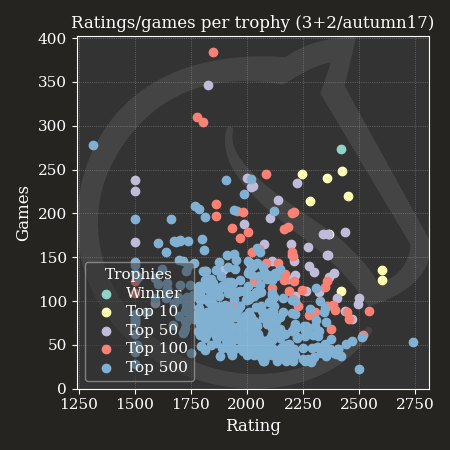 Ratings/games per trophy (3+2/autumn17)
400
350
300
250
200
150
100
50
0
Games
Trophies
Winner
Top 10
Top 50
Top 100
Top 500
1250 1500 1750 2000 2250 2500 2750
Rating